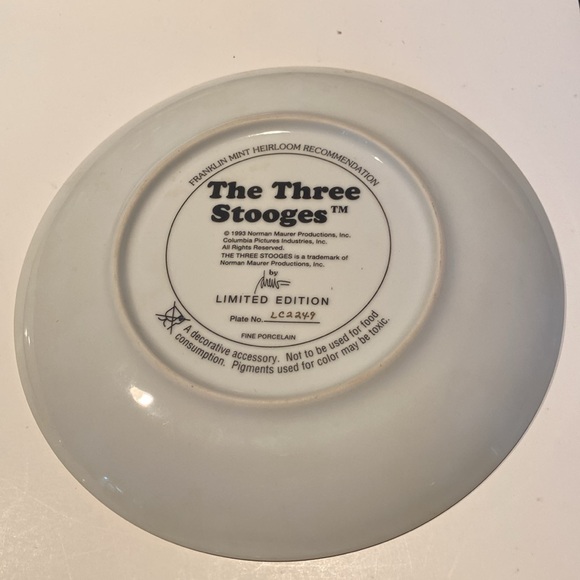 FRANKLIN MINT HEIRLOOM RECOMMENDATION
The Three
Stooges™
© 1993 Norman Maurer Productions, Inc.
Columbia Pictures Industries, Inc.
All Rights Reserved.
THE THREE STOOGES is a trademark of
Norman Maurer Productions, Inc.
by
LIMITED EDITION
Plate No. LC2249
FINE PORCELAIN
A decorative accessory. Not to be used for food
consumption. Pigments used for color may be toxic.